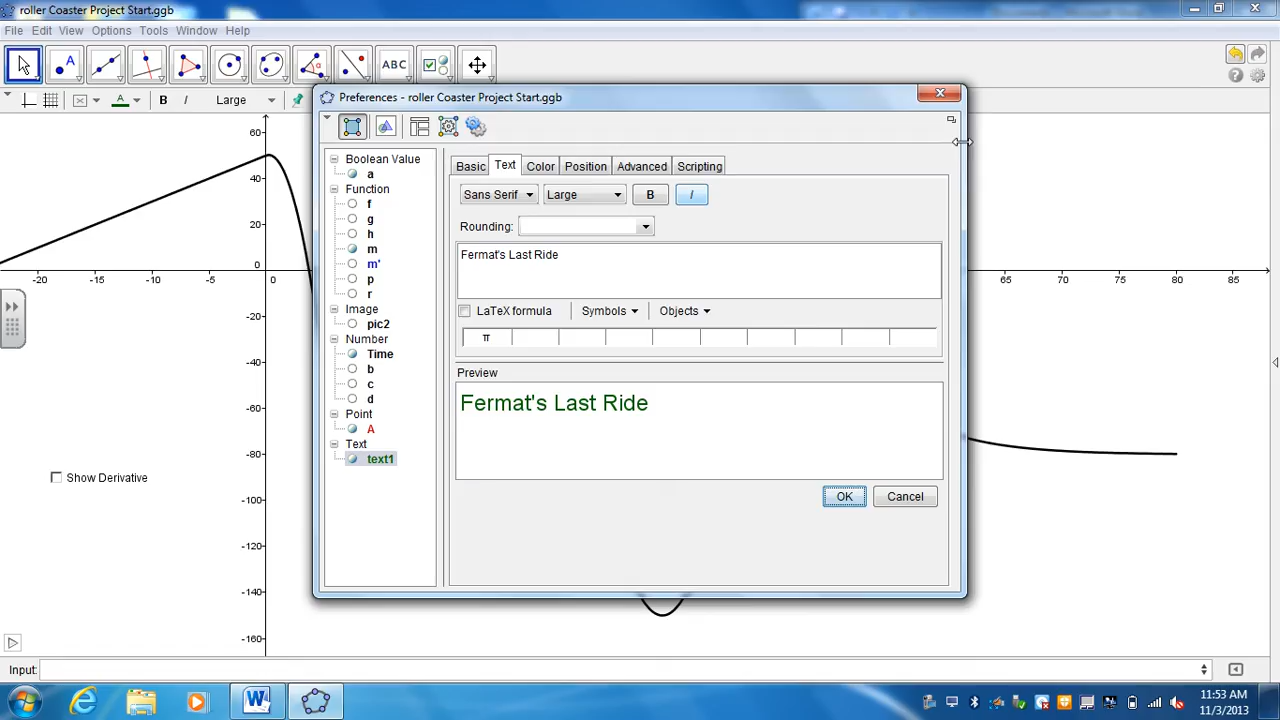 roller Coaster Project Start.ggb
File Edit View Options Tools Window Help
ABC
A B I Large
Preferences - roller Coaster Project Start.ggb
Boolean Value
a
Function
f
g
h
m
m'
p
r
Image
pic2
Number
Time
b
c
d
Point
A
Text
text1
Basic Text Color Position Advanced Scripting
Sans Serif Large B I
Rounding:
Fermat's Last Ride
LaTeX formula Symbols Objects
π
Preview
Fermat's Last Ride
OK Cancel
60
40
20
0
-20
-40
-60
-80
-100
-120
-140
-160
-20 -15 -10 -5 0 65 70 75 80 85
Show Derivative
Input:
11:53 AM
11/3/2013